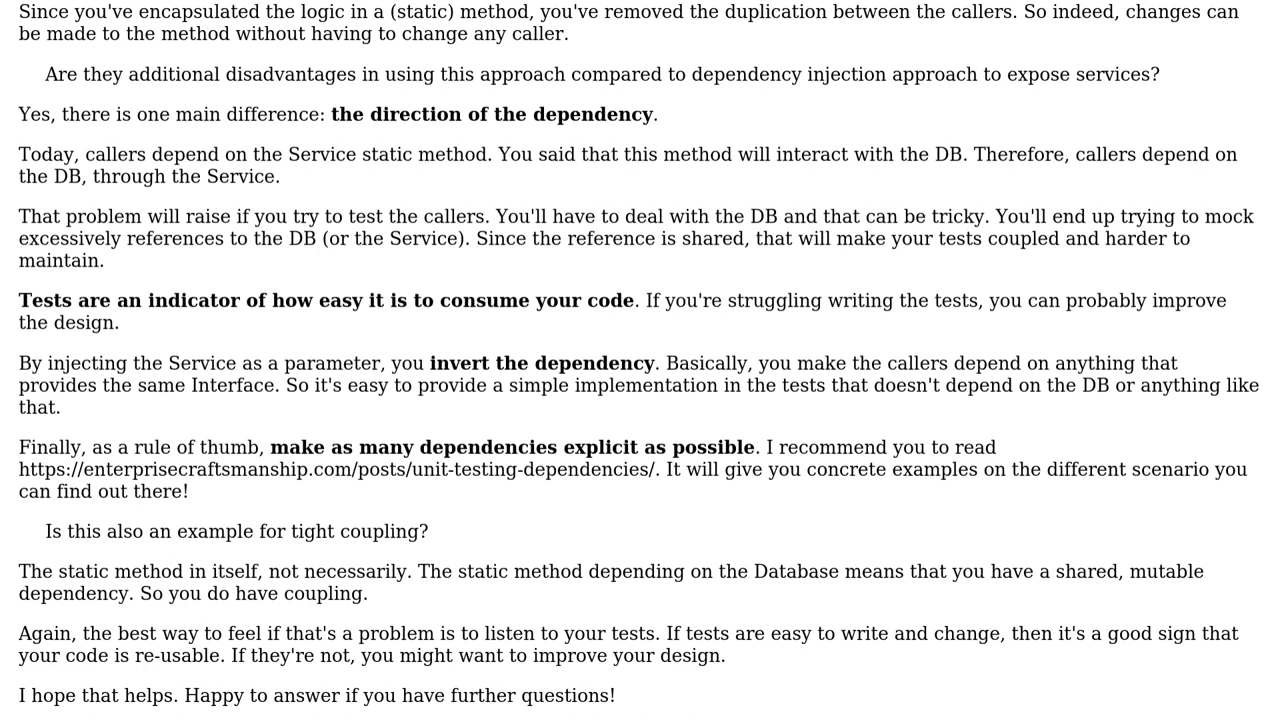 Since you've encapsulated the logic in a (static) method, you've removed the duplication between the callers. So indeed, changes can
be made to the method without having to change any caller.
Are they additional disadvantages in using this approach compared to dependency injection approach to expose services?
Yes, there is one main difference: the direction of the dependency.
Today, callers depend on the Service static method. You said that this method will interact with the DB. Therefore, callers depend on
the DB, through the Service.
That problem will raise if you try to test the callers. You'll have to deal with the DB and that can be tricky. You'll end up trying to mock
excessively references to the DB (or the Service). Since the reference is shared, that will make your tests coupled and harder to
maintain.
Tests are an indicator of how easy it is to consume your code. If you're struggling writing the tests, you can probably improve
the design.
By injecting the Service as a parameter, you invert the dependency. Basically, you make the callers depend on anything that
provides the same Interface. So it's easy to provide a simple implementation in the tests that doesn't depend on the DB or anything like
that.
Finally, as a rule of thumb, make as many dependencies explicit as possible. I recommend you to read
https://enterprisecraftsmanship.com/posts/unit-testing-dependencies/. It will give you concrete examples on the different scenario you
can find out there!
Is this also an example for tight coupling?
The static method in itself, not necessarily. The static method depending on the Database means that you have a shared, mutable
dependency. So you do have coupling.
Again, the best way to feel if that's a problem is to listen to your tests. If tests are easy to write and change, then it's a good sign that
your code is re-usable. If they're not, you might want to improve your design.
I hope that helps. Happy to answer if you have further questions!